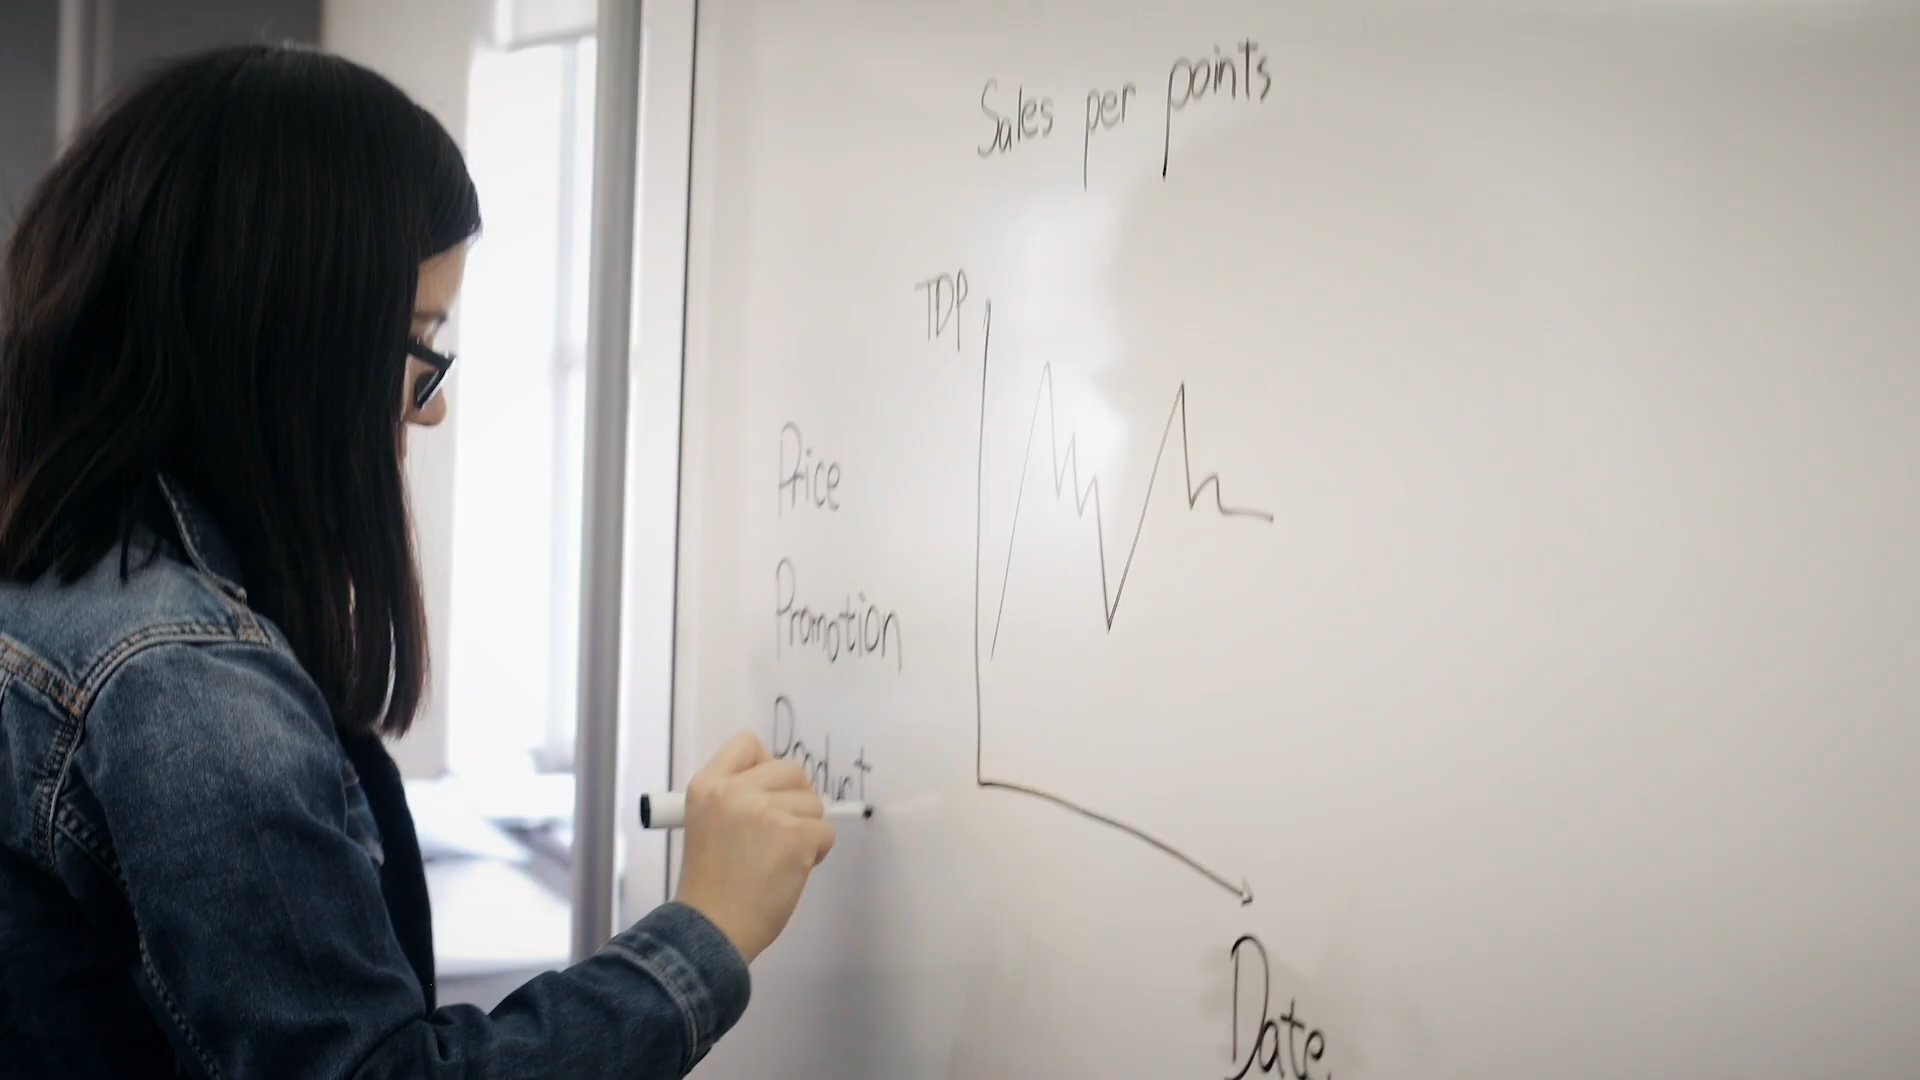 Sales per points
TDP
Price
Promotion
Product
Date